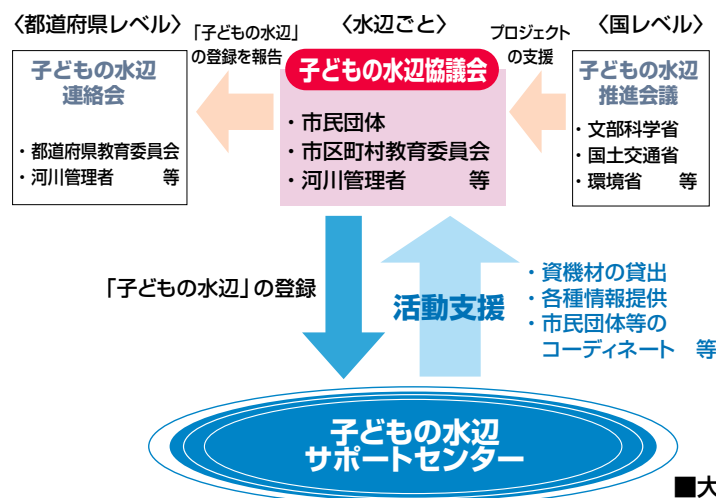 〈都道府県レベル〉
子どもの水辺
連絡会
・都道府県教育委員会
・河川管理者　等
「子どもの水辺」
の登録を報告
〈水辺ごと〉
子どもの水辺協議会
・市民団体
・市区町村教育委員会
・河川管理者　等
プロジェクト
の支援
〈国レベル〉
子どもの水辺
推進会議
・文部科学省
・国土交通省
・環境省　等
「子どもの水辺」の登録
活動支援
・資機材の貸出
・各種情報提供
・市民団体等の
コーディネート　等
子どもの水辺
サポートセンター
■大